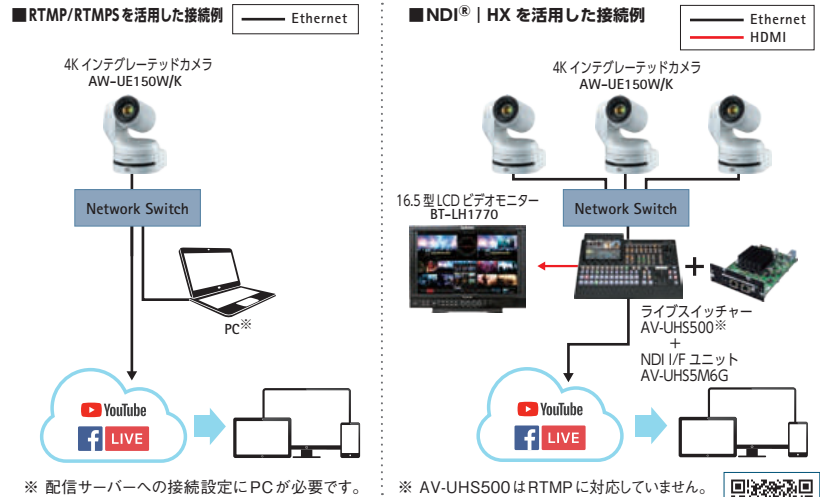 ■RTMP/RTMPSを活用した接続例
Ethernet
4K インテグレーテッドカメラ
AW-UE150W/K
Network Switch
PC※
YouTube
f LIVE
※ 配信サーバーへの接続設定にPCが必要です。
■NDI®｜HX を活用した接続例
Ethernet
HDMI
4K インテグレーテッドカメラ
AW-UE150W/K
16.5型LCDビデオモニター
BT-LH1770
Network Switch
+
ライブスイッチャー
AV-UHS500※
+
NDI I/F ユニット
AV-UHS5M6G
YouTube
f LIVE
※ AV-UHS500はRTMPに対応していません。